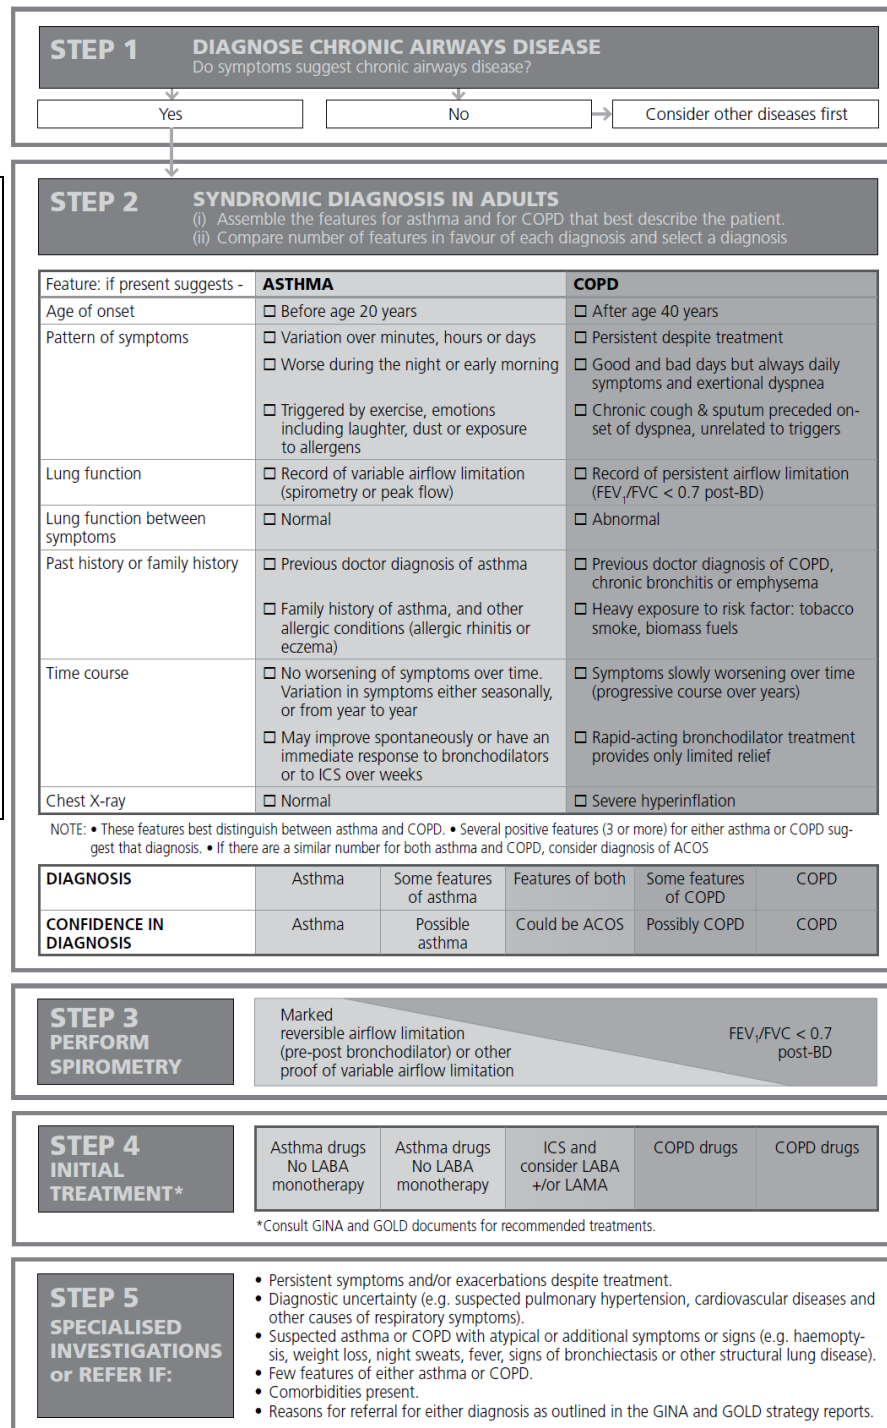 STEP 1
DIAGNOSE CHRONIC AIRWAYS DISEASE
Do symptoms suggest chronic airways disease?
Yes
No
Consider other diseases first
STEP 2
SYNDROMIC DIAGNOSIS IN ADULTS
(i) Assemble the features for asthma and for COPD that best describe the patient.
(ii) Compare number of features in favour of each diagnosis and select a diagnosis
Feature: if present suggests -
ASTHMA
COPD
Age of onset
☐ Before age 20 years
☐ After age 40 years
Pattern of symptoms
☐ Variation over minutes, hours or days
☐ Persistent despite treatment
☐ Worse during the night or early morning
☐ Good and bad days but always daily
symptoms and exertional dyspnea
☐ Triggered by exercise, emotions
including laughter, dust or exposure
to allergens
☐ Chronic cough & sputum preceded on-
set of dyspnea, unrelated to triggers
Lung function
☐ Record of variable airflow limitation
(spirometry or peak flow)
☐ Record of persistent airflow limitation
(FEV₁/FVC < 0.7 post-BD)
Lung function between
symptoms
☐ Normal
☐ Abnormal
Past history or family history
☐ Previous doctor diagnosis of asthma
☐ Previous doctor diagnosis of COPD,
chronic bronchitis or emphysema
☐ Family history of asthma, and other
allergic conditions (allergic rhinitis or
eczema)
☐ Heavy exposure to risk factor: tobacco
smoke, biomass fuels
Time course
☐ No worsening of symptoms over time.
Variation in symptoms either seasonally,
or from year to year
☐ Symptoms slowly worsening over time
(progressive course over years)
☐ May improve spontaneously or have an
immediate response to bronchodilators
or to ICS over weeks
☐ Rapid-acting bronchodilator treatment
provides only limited relief
Chest X-ray
☐ Normal
☐ Severe hyperinflation
NOTE: • These features best distinguish between asthma and COPD. • Several positive features (3 or more) for either asthma or COPD sug-
gest that diagnosis. • If there are a similar number for both asthma and COPD, consider diagnosis of ACOS
DIAGNOSIS
Asthma
Some features
of asthma
Features of both
Some features
of COPD
COPD
CONFIDENCE IN
DIAGNOSIS
Asthma
Possible
asthma
Could be ACOS
Possibly COPD
COPD
STEP 3
PERFORM
SPIROMETRY
Marked
reversible airflow limitation
(pre-post bronchodilator) or other
proof of variable airflow limitation
FEV₁/FVC < 0.7
post-BD
STEP 4
INITIAL
TREATMENT*
Asthma drugs
No LABA
monotherapy
Asthma drugs
No LABA
monotherapy
ICS and
consider LABA
+/or LAMA
COPD drugs
COPD drugs
*Consult GINA and GOLD documents for recommended treatments.
STEP 5
SPECIALISED
INVESTIGATIONS
or REFER IF:
• Persistent symptoms and/or exacerbations despite treatment.
• Diagnostic uncertainty (e.g. suspected pulmonary hypertension, cardiovascular diseases and
other causes of respiratory symptoms).
• Suspected asthma or COPD with atypical or additional symptoms or signs (e.g. haemopty-
sis, weight loss, night sweats, fever, signs of bronchiectasis or other structural lung disease).
• Few features of either asthma or COPD.
• Comorbidities present.
• Reasons for referral for either diagnosis as outlined in the GINA and GOLD strategy reports.